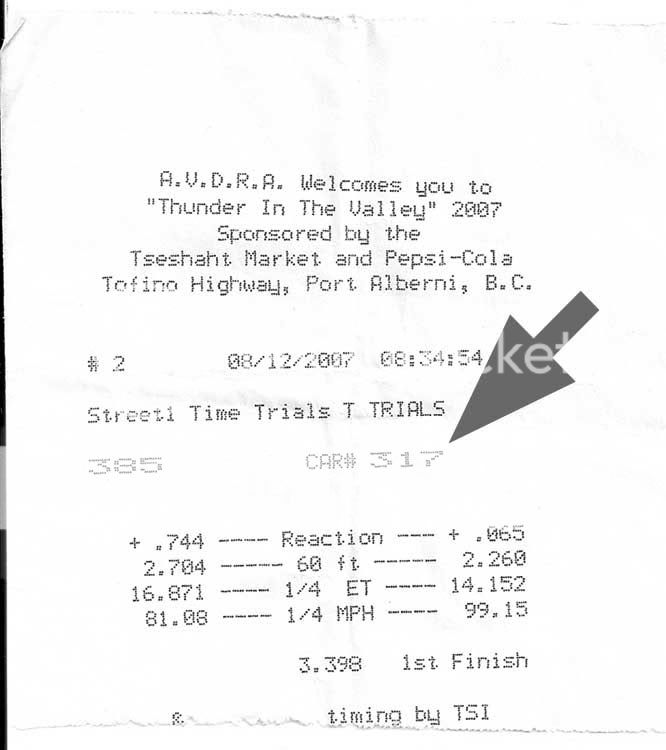 A.V.D.R.A. Welcomes you to
"Thunder In The Valley" 2007
Sponsored by the
Tseshaht Market and Pepsi-Cola
Tofino Highway, Port Alberni, B.C.
# 2 08/12/2007 08:34:54
Street1 Time Trials T TRIALS
385 CAR# 317
+ .744 ---- Reaction --- + .065
2.704 ----- 60 ft ----- 2.260
16.871 ---- 1/4 ET ---- 14.152
81.08 ---- 1/4 MPH ---- 99.15
3.398 1st Finish
& timing by TSI